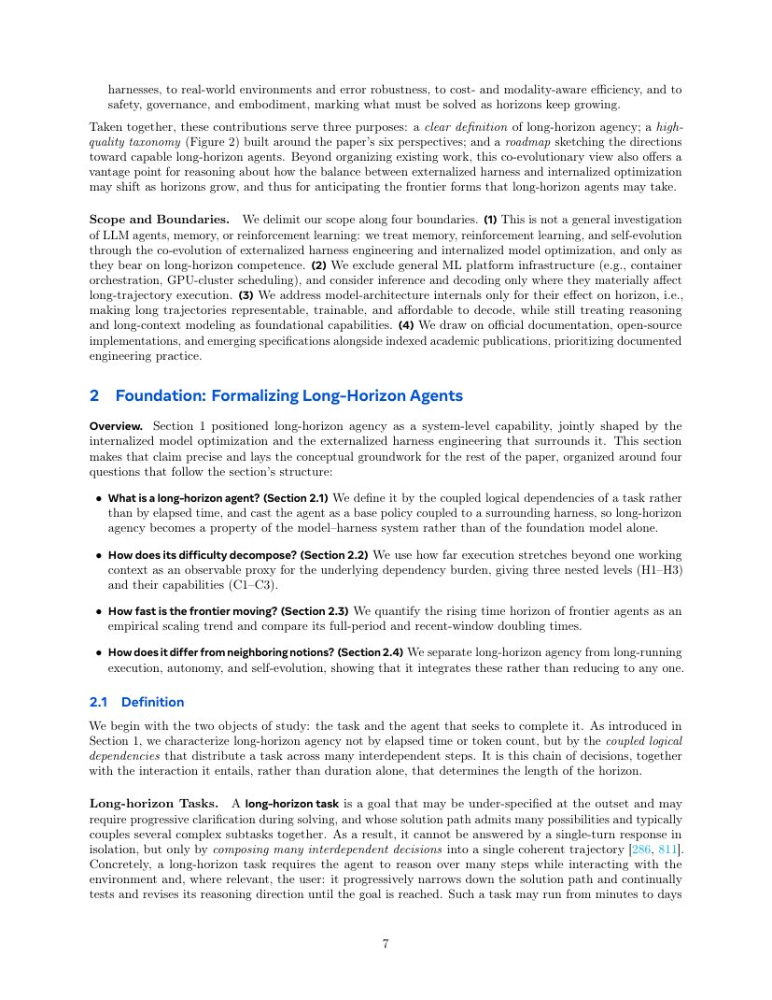 harnesses, to real-world environments and error robustness, to cost- and modality-aware efficiency, and to
safety, governance, and embodiment, marking what must be solved as horizons keep growing.
Taken together, these contributions serve three purposes: a clear definition of long-horizon agency; a high-
quality taxonomy (Figure 2) built around the paper's six perspectives; and a roadmap sketching the directions
toward capable long-horizon agents. Beyond organizing existing work, this co-evolutionary view also offers a
vantage point for reasoning about how the balance between externalized harness and internalized optimization
may shift as horizons grow, and thus for anticipating the frontier forms that long-horizon agents may take.
Scope and Boundaries. We delimit our scope along four boundaries. (1) This is not a general investigation
of LLM agents, memory, or reinforcement learning: we treat memory, reinforcement learning, and self-evolution
through the co-evolution of externalized harness engineering and internalized model optimization, and only as
they bear on long-horizon competence. (2) We exclude general ML platform infrastructure (e.g., container
orchestration, GPU-cluster scheduling), and consider inference and decoding only where they materially affect
long-trajectory execution. (3) We address model-architecture internals only for their effect on horizon, i.e.,
making long trajectories representable, trainable, and affordable to decode, while still treating reasoning
and long-context modeling as foundational capabilities. (4) We draw on official documentation, open-source
implementations, and emerging specifications alongside indexed academic publications, prioritizing documented
engineering practice.
2 Foundation: Formalizing Long-Horizon Agents
Overview. Section 1 positioned long-horizon agency as a system-level capability, jointly shaped by the
internalized model optimization and the externalized harness engineering that surrounds it. This section
makes that claim precise and lays the conceptual groundwork for the rest of the paper, organized around four
questions that follow the section's structure:
• What is a long-horizon agent? (Section 2.1) We define it by the coupled logical dependencies of a task rather
than by elapsed time, and cast the agent as a base policy coupled to a surrounding harness, so long-horizon
agency becomes a property of the model–harness system rather than of the foundation model alone.
• How does its difficulty decompose? (Section 2.2) We use how far execution stretches beyond one working
context as an observable proxy for the underlying dependency burden, giving three nested levels (H1–H3)
and their capabilities (C1–C3).
• How fast is the frontier moving? (Section 2.3) We quantify the rising time horizon of frontier agents as an
empirical scaling trend and compare its full-period and recent-window doubling times.
• How does it differ from neighboring notions? (Section 2.4) We separate long-horizon agency from long-running
execution, autonomy, and self-evolution, showing that it integrates these rather than reducing to any one.
2.1 Definition
We begin with the two objects of study: the task and the agent that seeks to complete it. As introduced in
Section 1, we characterize long-horizon agency not by elapsed time or token count, but by the coupled logical
dependencies that distribute a task across many interdependent steps. It is this chain of decisions, together
with the interaction it entails, rather than duration alone, that determines the length of the horizon.
Long-horizon Tasks. A long-horizon task is a goal that may be under-specified at the outset and may
require progressive clarification during solving, and whose solution path admits many possibilities and typically
couples several complex subtasks together. As a result, it cannot be answered by a single-turn response in
isolation, but only by composing many interdependent decisions into a single coherent trajectory [286, 811].
Concretely, a long-horizon task requires the agent to reason over many steps while interacting with the
environment and, where relevant, the user: it progressively narrows down the solution path and continually
tests and revises its reasoning direction until the goal is reached. Such a task may run from minutes to days
7